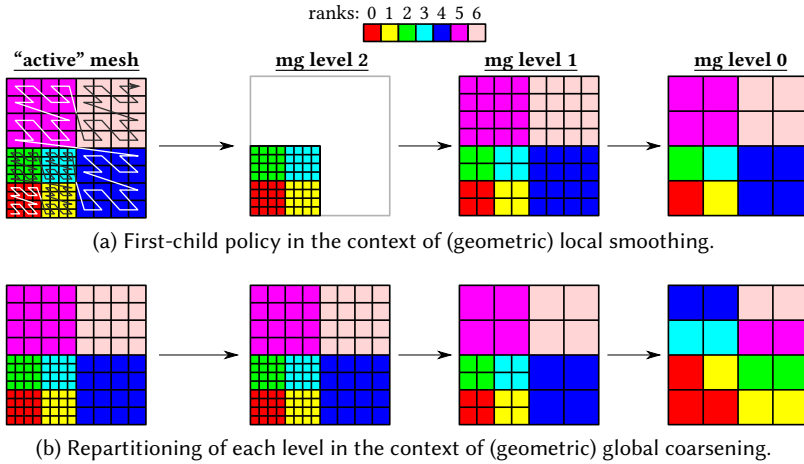 ranks: 0 1 2 3 4 5 6
“active” mesh mg level 2 mg level 1 mg level 0
(a) First-child policy in the context of (geometric) local smoothing.
(b) Repartitioning of each level in the context of (geometric) global coarsening.